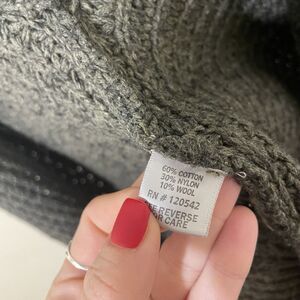 60% COTTON
30% NYLON
10% WOOL
RN # 120542
REVERSE
CARE